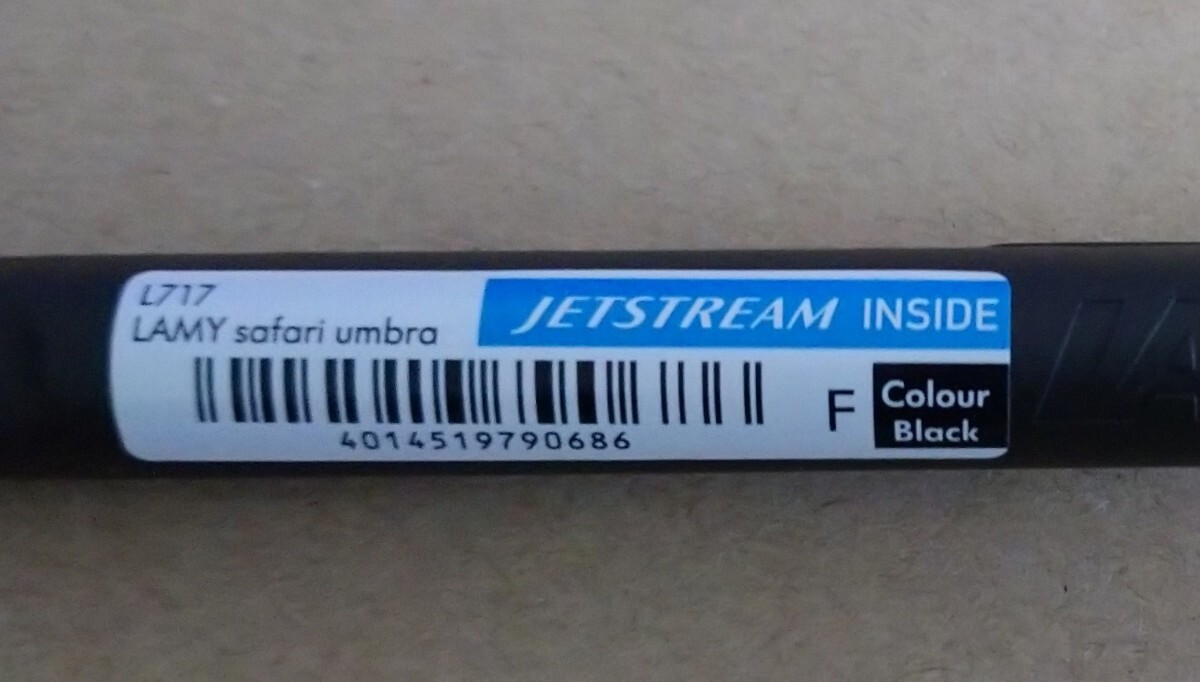 L717
LAMY safari umbra
JETSTREAM INSIDE
4014519790686
F
Colour
Black